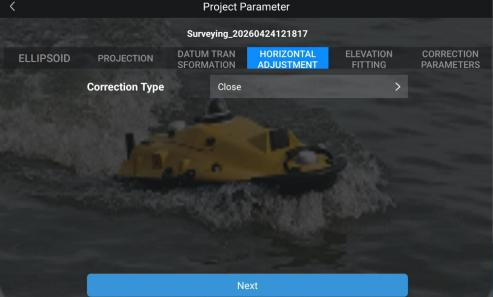 Project Parameter
Surveying_20260424121817
ELLIPSOID
PROJECTION
DATUM TRAN
SFORMATION
HORIZONTAL
ADJUSTMENT
ELEVATION
FITTING
CORRECTION
PARAMETERS
Correction Type
Close
Next